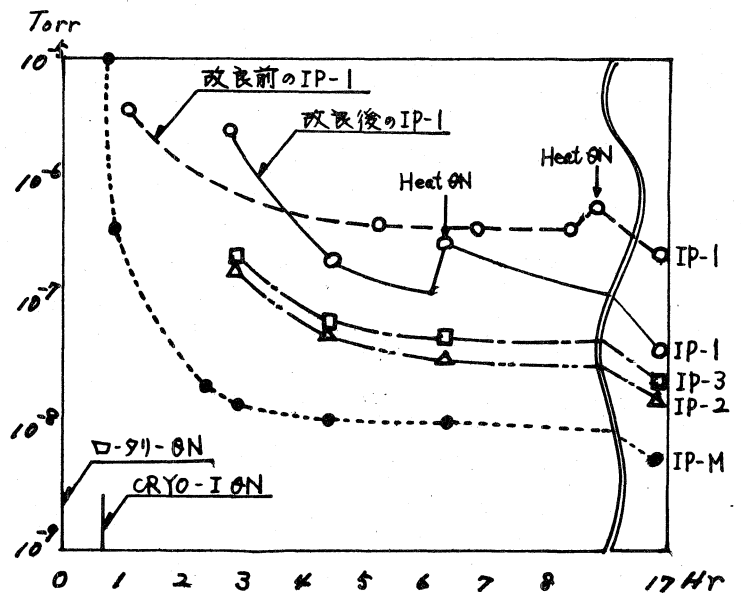 Torr
10⁻⁵
改良前のIP-1
改良後のIP-1
Heat ON
Heat ON
10⁻⁶
IP-1
10⁻⁷
IP-1
IP-3
IP-2
10⁻⁸
ロータリーON
IP-M
CRYO-I ON
10⁻⁹
0 1 2 3 4 5 6 7 8 17 Hr